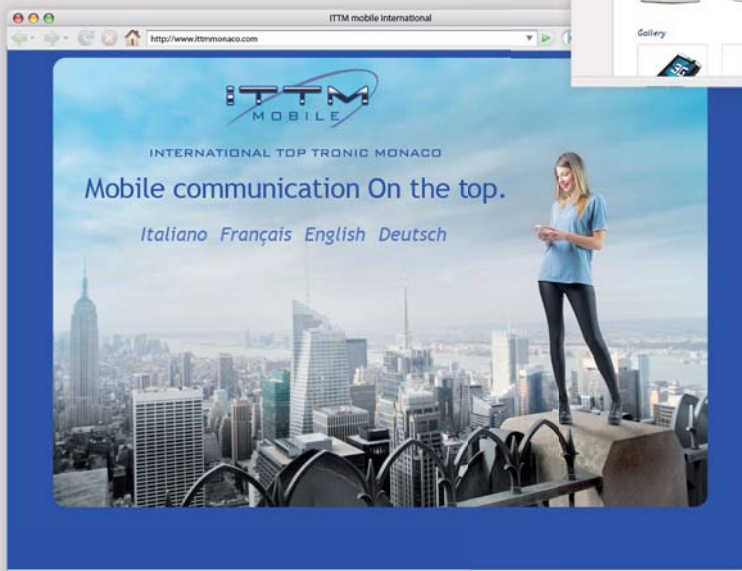 ITTM mobile International
http://www.ittmmonaco.com
Gallery
3G
ITTM
MOBILE
INTERNATIONAL TOP TRONIC MONACO
Mobile communication On the top.
Italiano Français English Deutsch